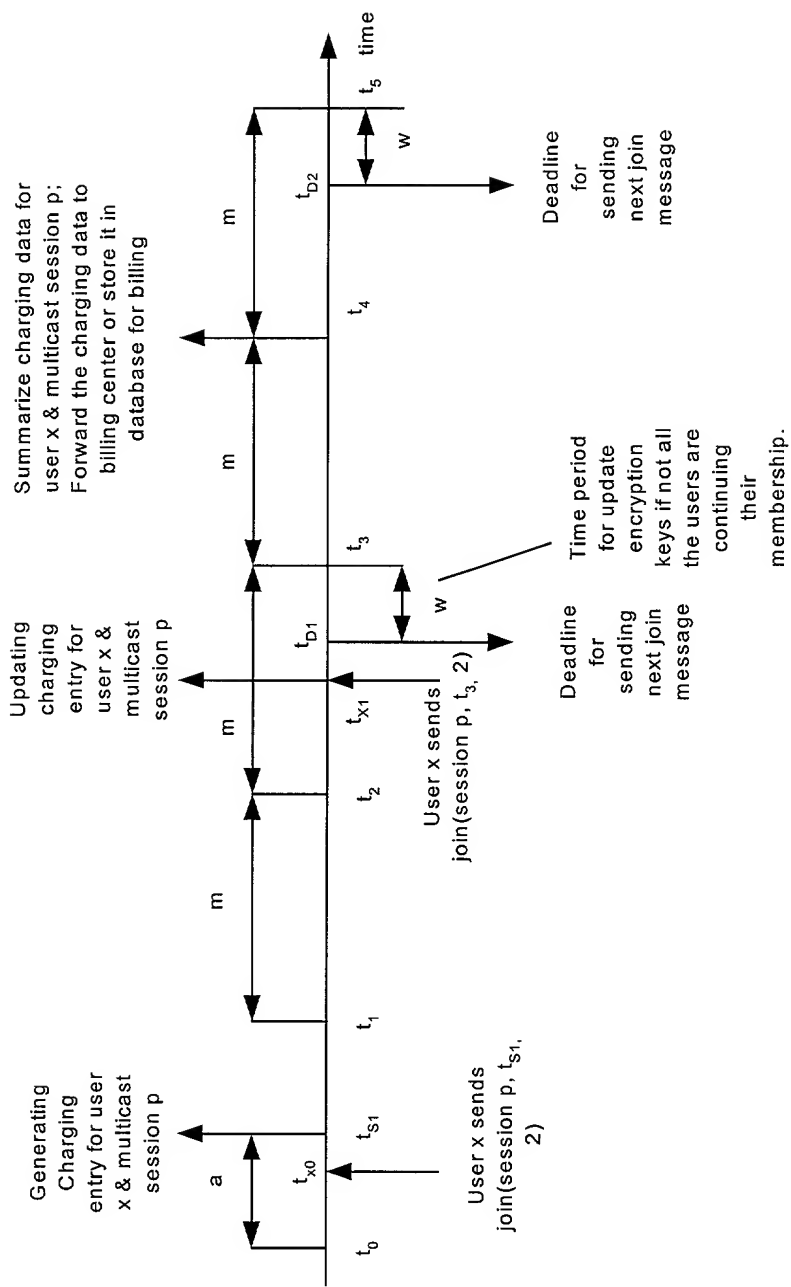 Generating
Charging
entry for user
x & multicast
session p
Updating
charging
entry for
user x &
multicast
session p
Summarize charging data for
user x & multicast session p;
Forward the charging data to
billing center or store it in
database for billing
a
m
m
m
m
t0
tx0
tS1
t1
t2
tX1
tD1
t3
t4
tD2
t5
time
w
w
User x sends
join(session p, tS1,
2)
User x sends
join(session p, t3, 2)
Deadline
for
sending
next join
message
Time period
for update
encryption
keys if not all
the users are
continuing
their
membership.
Deadline
for
sending
next join
message